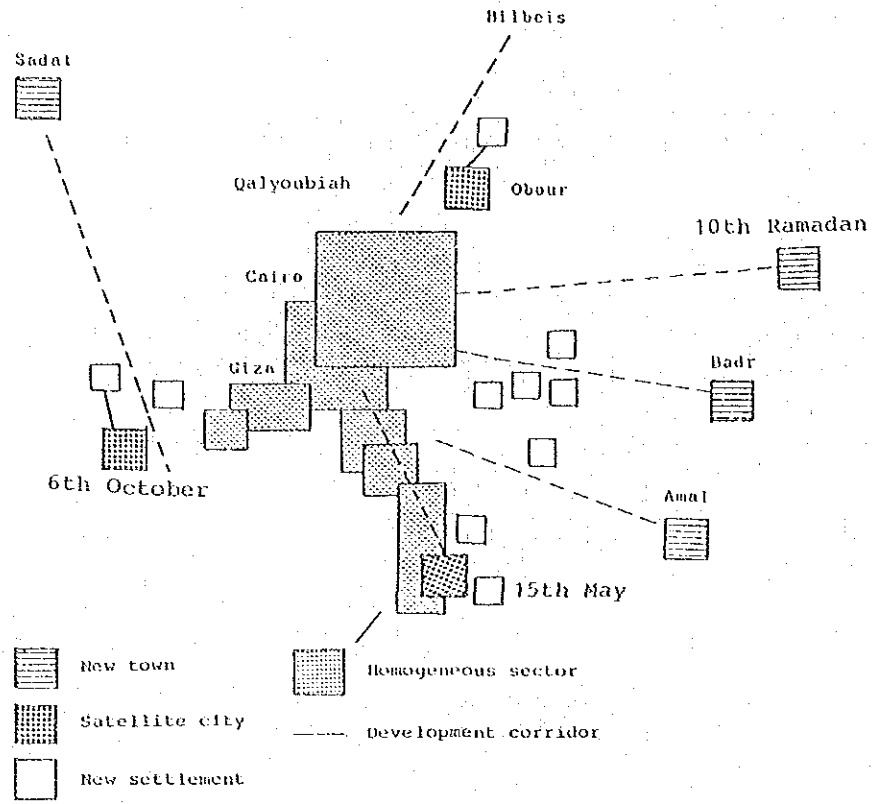 Bilbeis
Sadat
Qalyoubiah
Obour
10th Ramadan
Cairo
Giza
Badr
6th October
Amal
15th May
New town
Homogeneous sector
Satellite city
Development corridor
New settlement